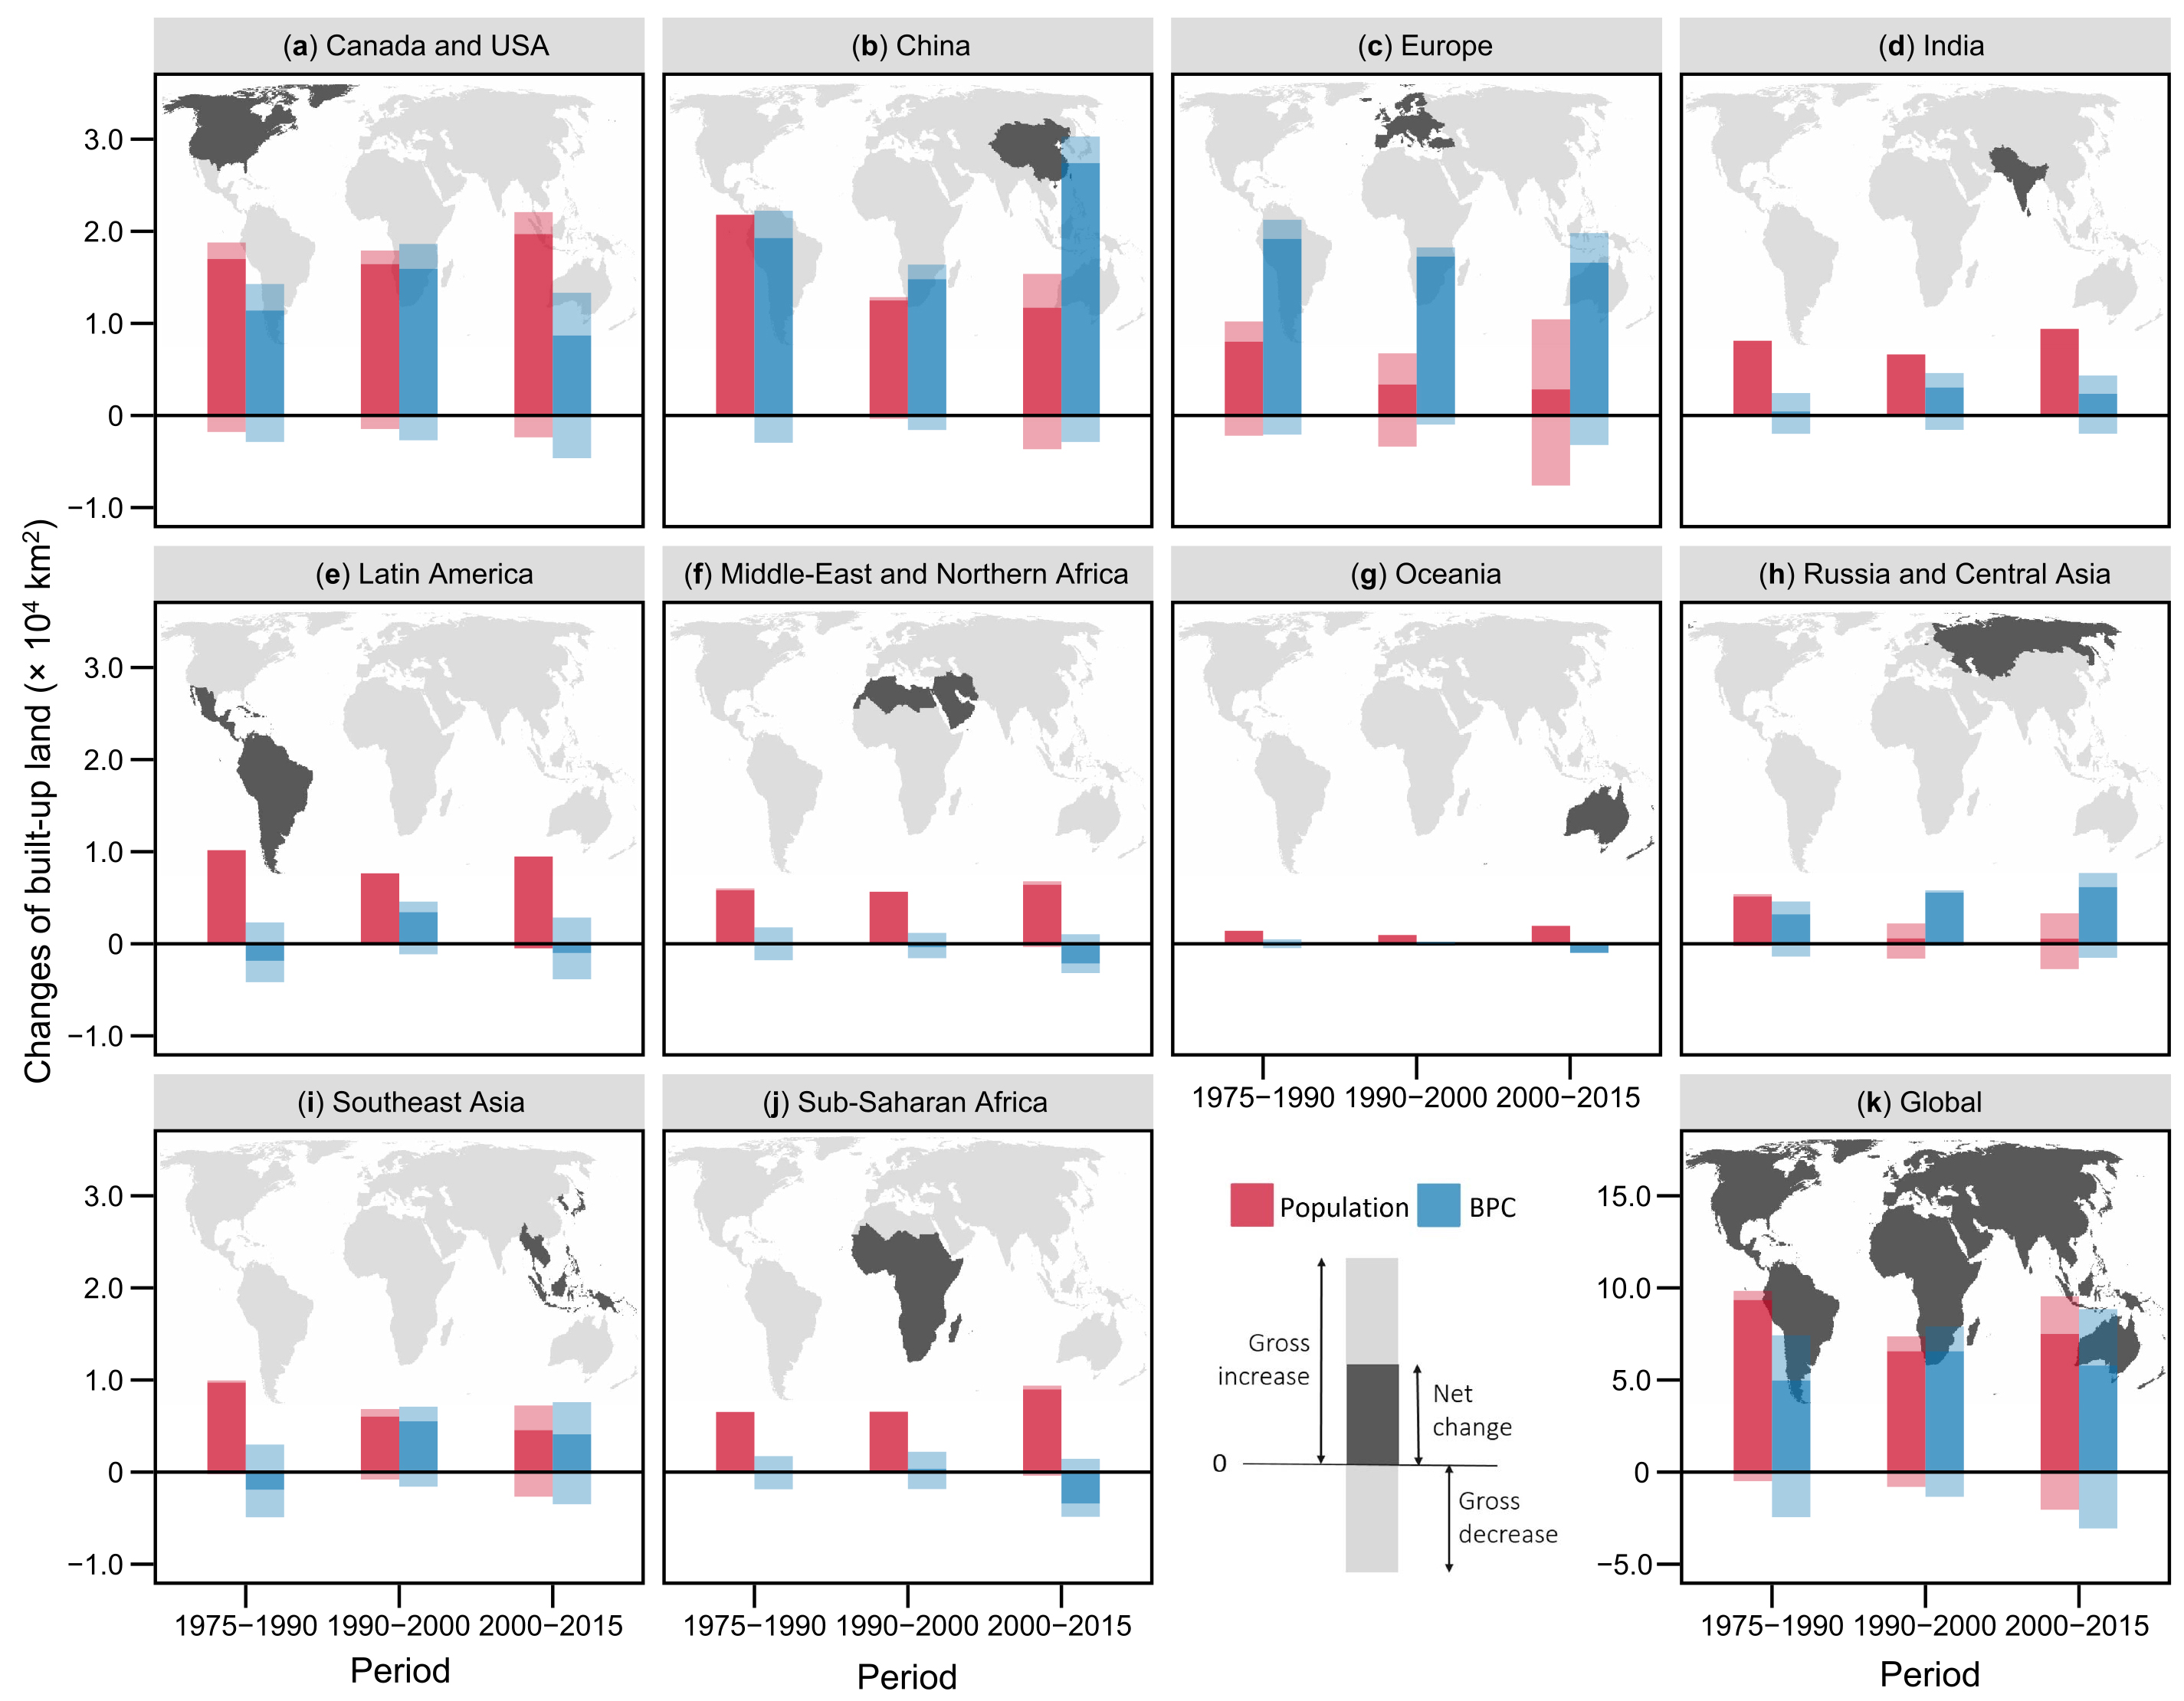 (a) Canada and USA
(b) China
(c) Europe
(d) India
3.0
2.0
1.0
0
−1.0
Changes of built-up land (× 10⁴ km²)
(e) Latin America
(f) Middle-East and Northern Africa
(g) Oceania
(h) Russia and Central Asia
3.0
2.0
1.0
0
−1.0
1975−1990 1990−2000 2000−2015
(i) Southeast Asia
(j) Sub-Saharan Africa
(k) Global
3.0
2.0
1.0
0
−1.0
1975−1990 1990−2000 2000−2015
Period
1975−1990 1990−2000 2000−2015
Period
Population BPC
Gross
increase
Net
change
0
Gross
decrease
15.0
10.0
5.0
0
−5.0
1975−1990 1990−2000 2000−2015
Period